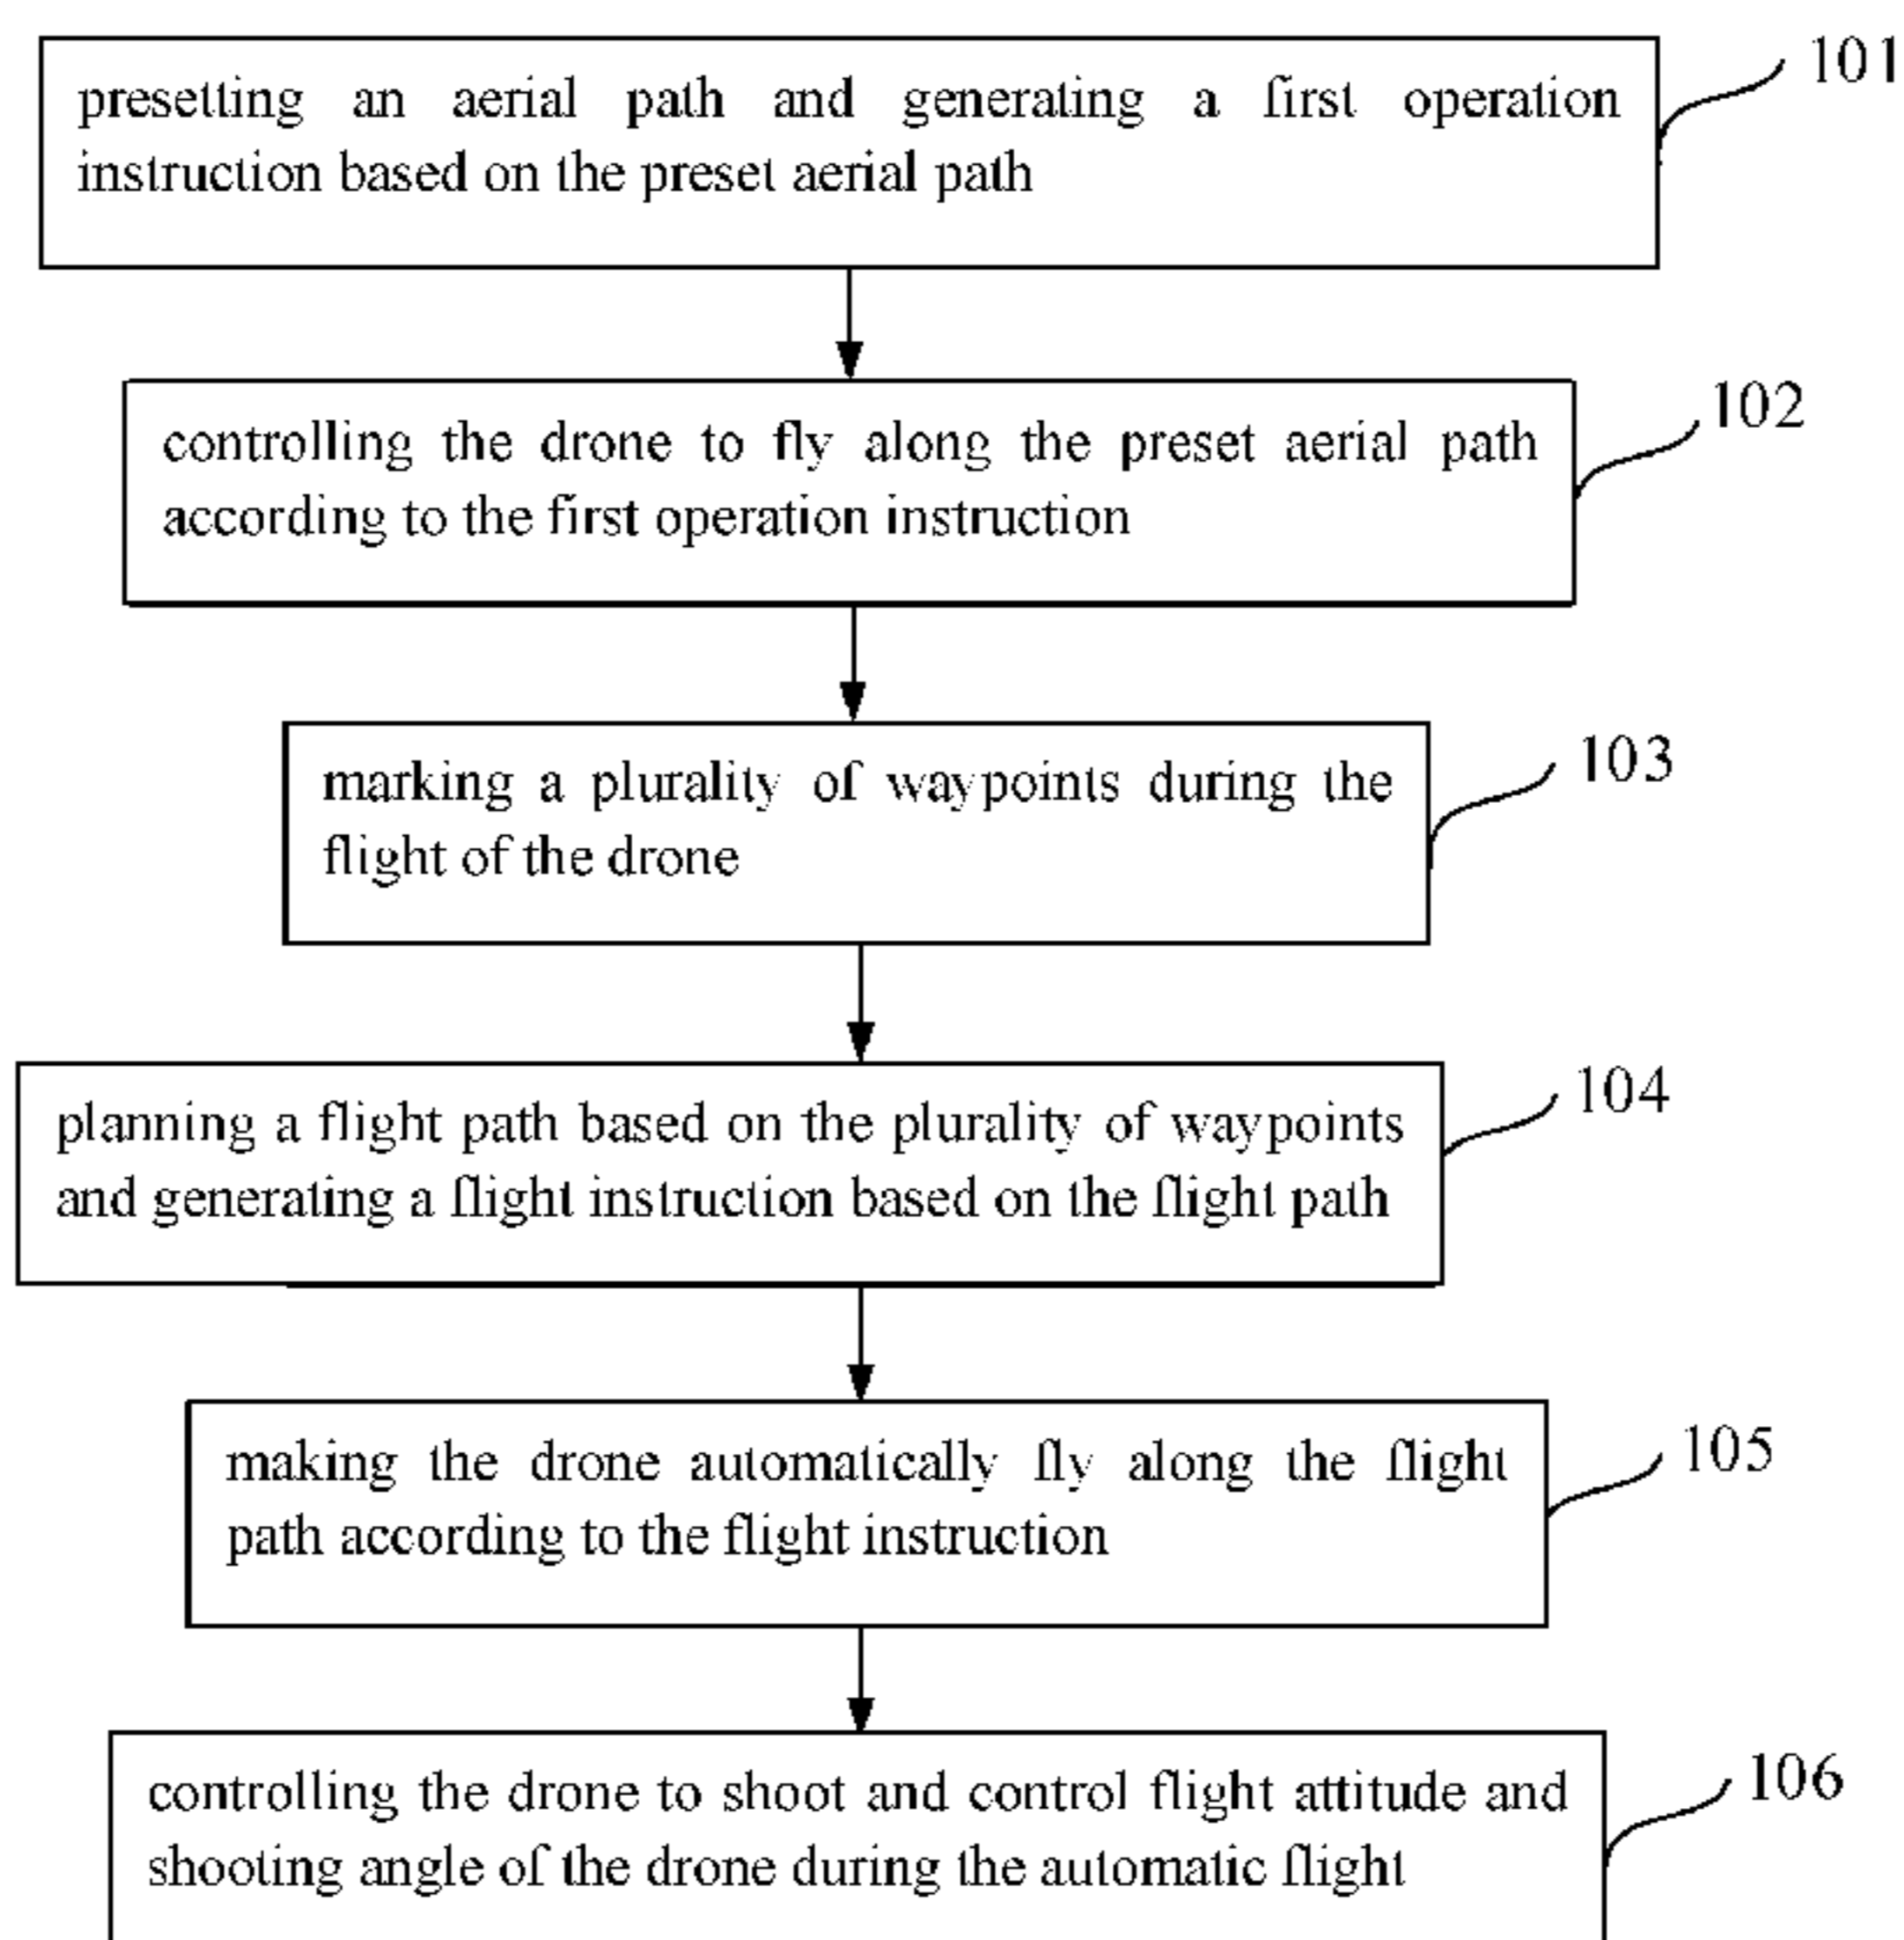 presetting an aerial path and generating a first operation
instruction based on the preset aerial path
101
controlling the drone to fly along the preset aerial path
according to the first operation instruction
102
marking a plurality of waypoints during the
flight of the drone
103
planning a flight path based on the plurality of waypoints
and generating a flight instruction based on the flight path
104
making the drone automatically fly along the flight
path according to the flight instruction
105
controlling the drone to shoot and control flight attitude and
shooting angle of the drone during the automatic flight
106